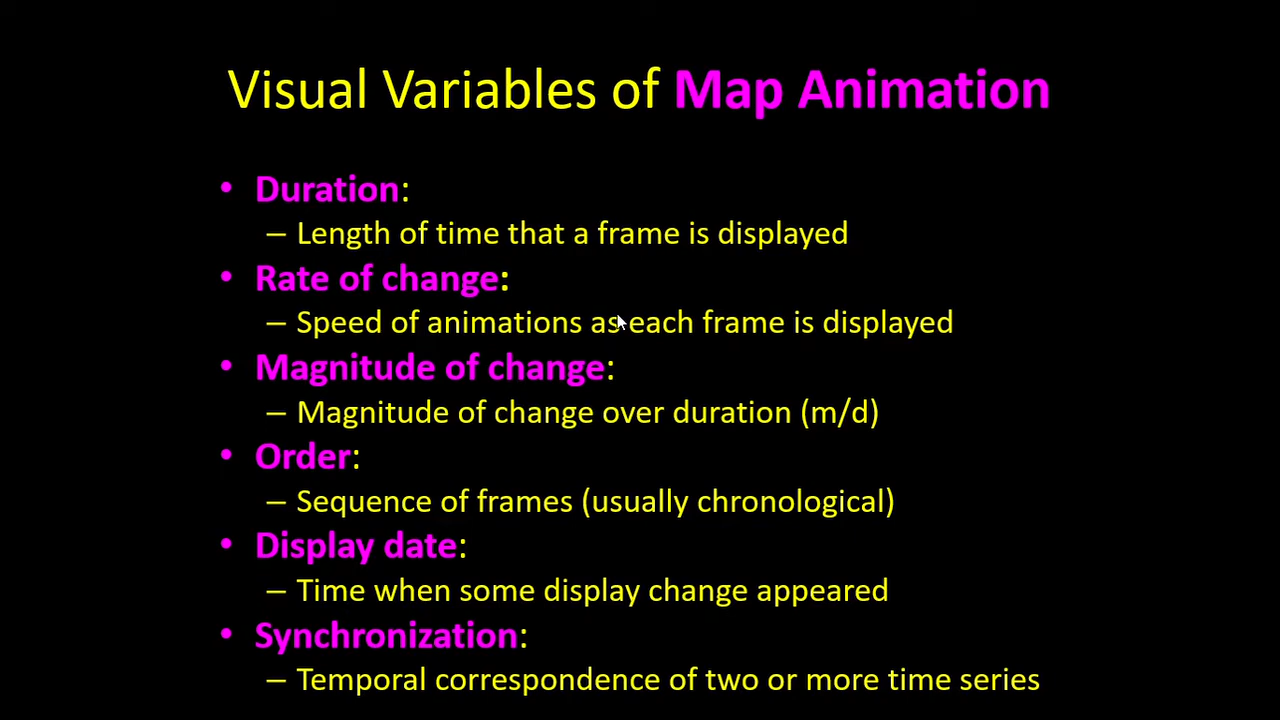 Visual Variables of Map Animation
• Duration:
– Length of time that a frame is displayed
• Rate of change:
– Speed of animations as each frame is displayed
• Magnitude of change:
– Magnitude of change over duration (m/d)
• Order:
– Sequence of frames (usually chronological)
• Display date:
– Time when some display change appeared
• Synchronization:
– Temporal correspondence of two or more time series